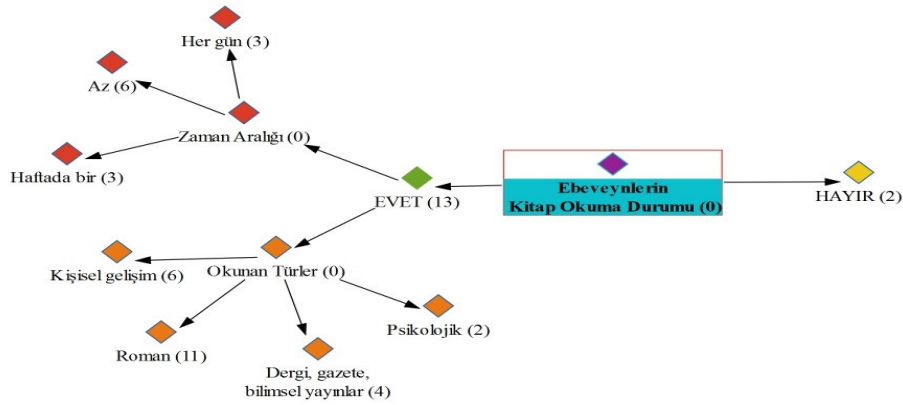 Her gün (3)
Az (6)
Zaman Aralığı (0)
Haftada bir (3)
EVET (13)
Ebeveynlerin
Kitap Okuma Durumu (0)
HAYIR (2)
Kişisel gelişim (6)
Okunan Türler (0)
Roman (11)
Dergi, gazete,
bilimsel yayınlar (4)
Psikolojik (2)